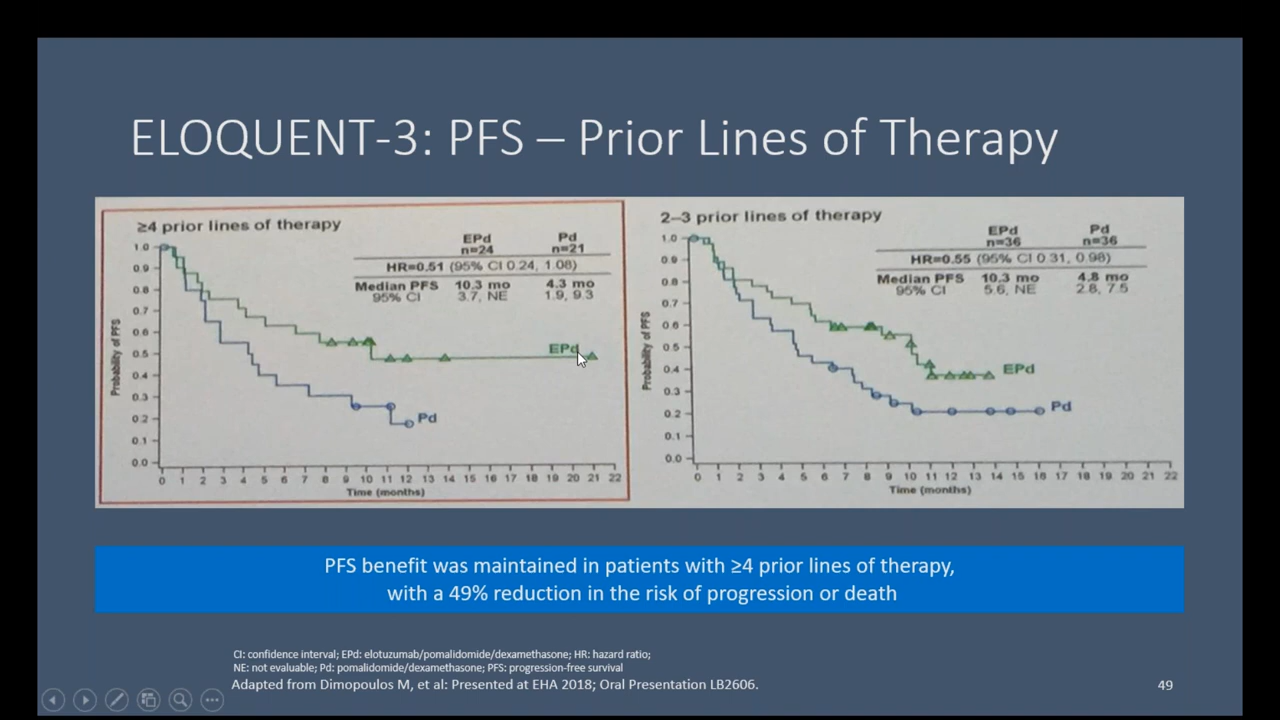 ELOQUENT-3: PFS – Prior Lines of Therapy
≥4 prior lines of therapy
EPd Pd
n=24 n=21
HR=0.51 (95% CI 0.24, 1.08)
Median PFS 10.3 mo 4.3 mo
95% CI 3.7, NE 1.9, 9.3
Probability of PFS
1.0
0.9
0.8
0.7
0.6
0.5
0.4
0.3
0.2
0.1
0.0
EPd
Pd
0 1 2 3 4 5 6 7 8 9 10 11 12 13 14 15 16 17 18 19 20 21 22
Time (months)
2–3 prior lines of therapy
EPd Pd
n=36 n=36
HR=0.55 (95% CI 0.31, 0.98)
Median PFS 10.3 mo 4.8 mo
95% CI 5.6, NE 2.8, 7.5
Probability of PFS
1.0
0.9
0.8
0.7
0.6
0.5
0.4
0.3
0.2
0.1
0.0
EPd
Pd
0 1 2 3 4 5 6 7 8 9 10 11 12 13 14 15 16 17 18 19 20 21 22
Time (months)
PFS benefit was maintained in patients with ≥4 prior lines of therapy,
with a 49% reduction in the risk of progression or death
CI: confidence interval; EPd: elotuzumab/pomalidomide/dexamethasone; HR: hazard ratio;
NE: not evaluable; Pd: pomalidomide/dexamethasone; PFS: progression-free survival
Adapted from Dimopoulos M, et al: Presented at EHA 2018; Oral Presentation LB2606.
49